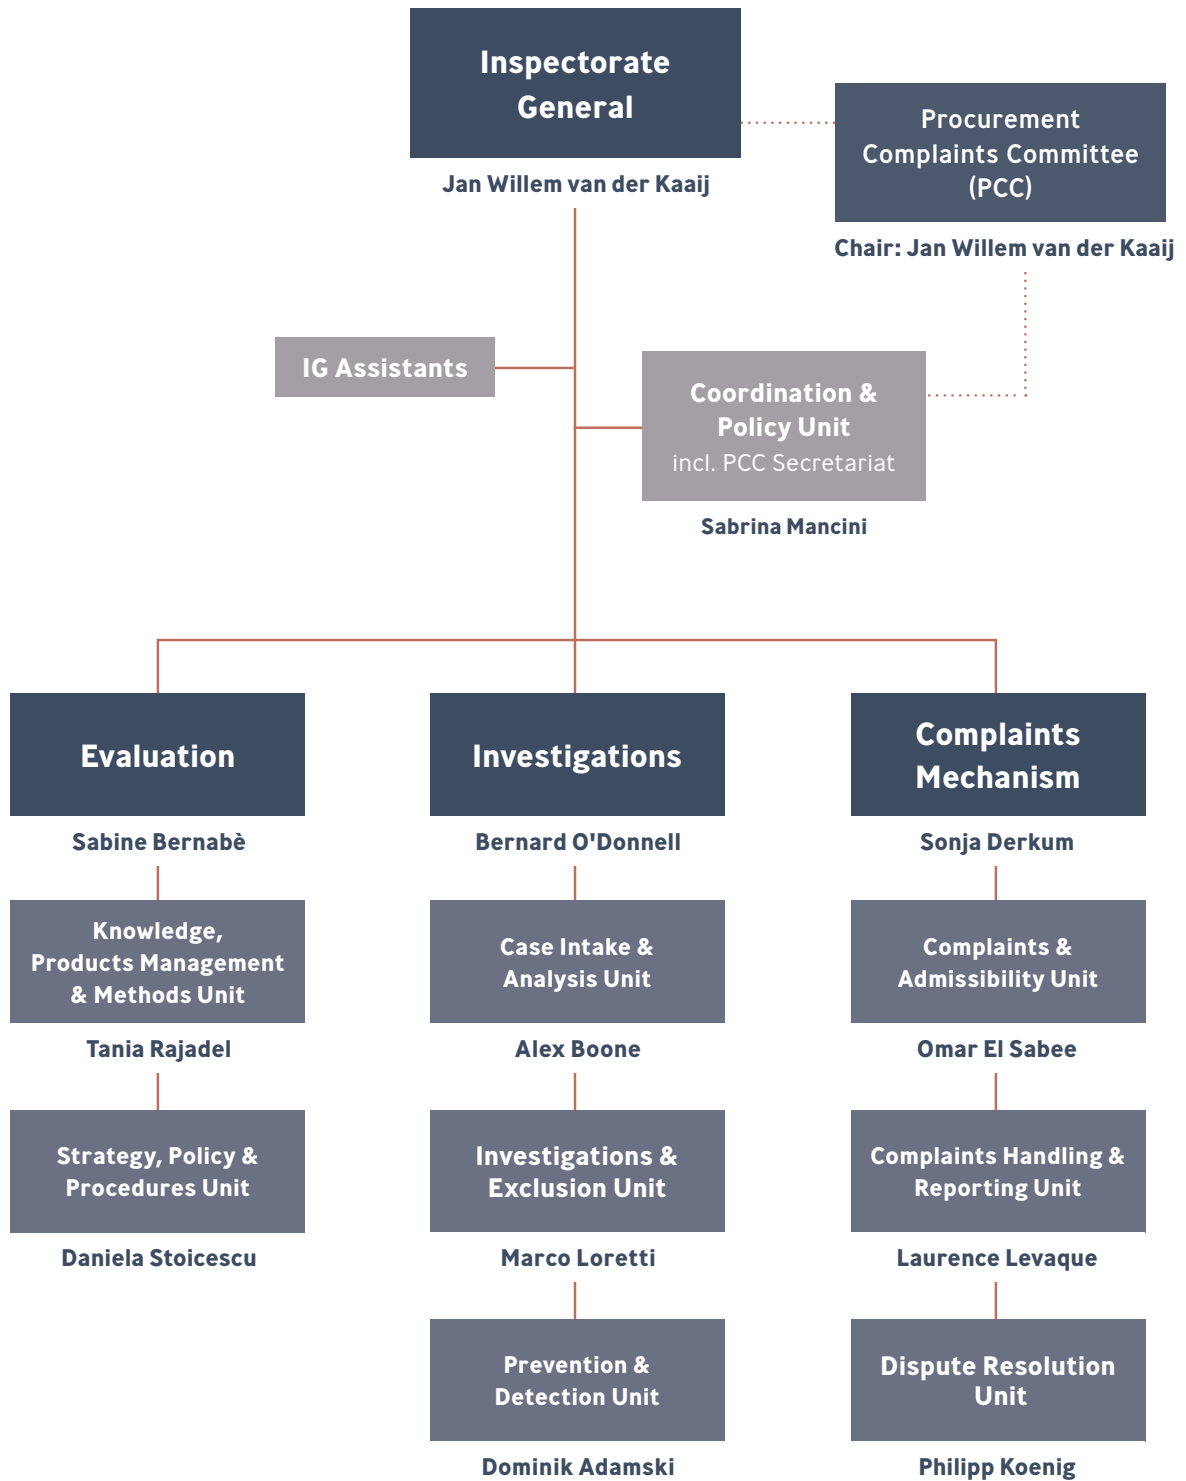 Inspectorate
General
Jan Willem van der Kaaij
Procurement
Complaints Committee
(PCC)
Chair: Jan Willem van der Kaaij
IG Assistants
Coordination &
Policy Unit
incl. PCC Secretariat
Sabrina Mancini
Evaluation
Sabine Bernabè
Knowledge,
Products Management
& Methods Unit
Tania Rajadel
Strategy, Policy &
Procedures Unit
Daniela Stoicescu
Investigations
Bernard O'Donnell
Case Intake &
Analysis Unit
Alex Boone
Investigations &
Exclusion Unit
Marco Loretti
Prevention &
Detection Unit
Dominik Adamski
Complaints
Mechanism
Sonja Derkum
Complaints &
Admissibility Unit
Omar El Sabee
Complaints Handling &
Reporting Unit
Laurence Levaque
Dispute Resolution
Unit
Philipp Koenig